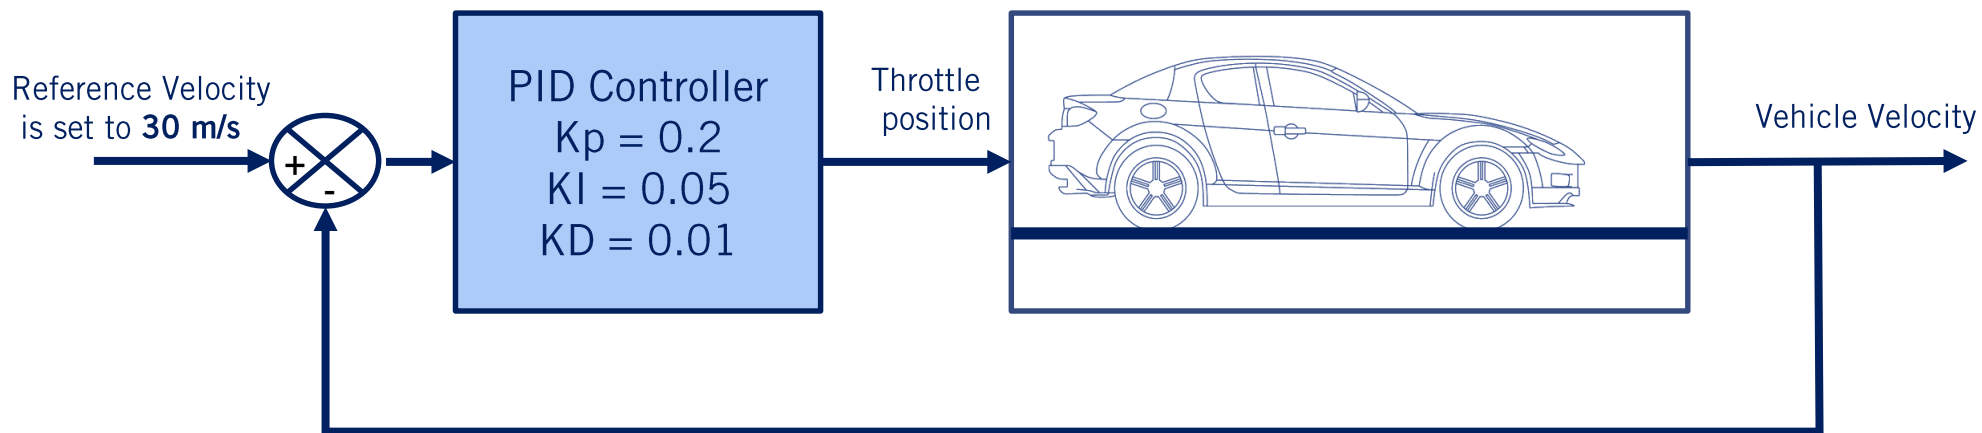 Reference Velocity
is set to 30 m/s
+
-
PID Controller
Kp = 0.2
KI = 0.05
KD = 0.01
Throttle
position
Vehicle Velocity